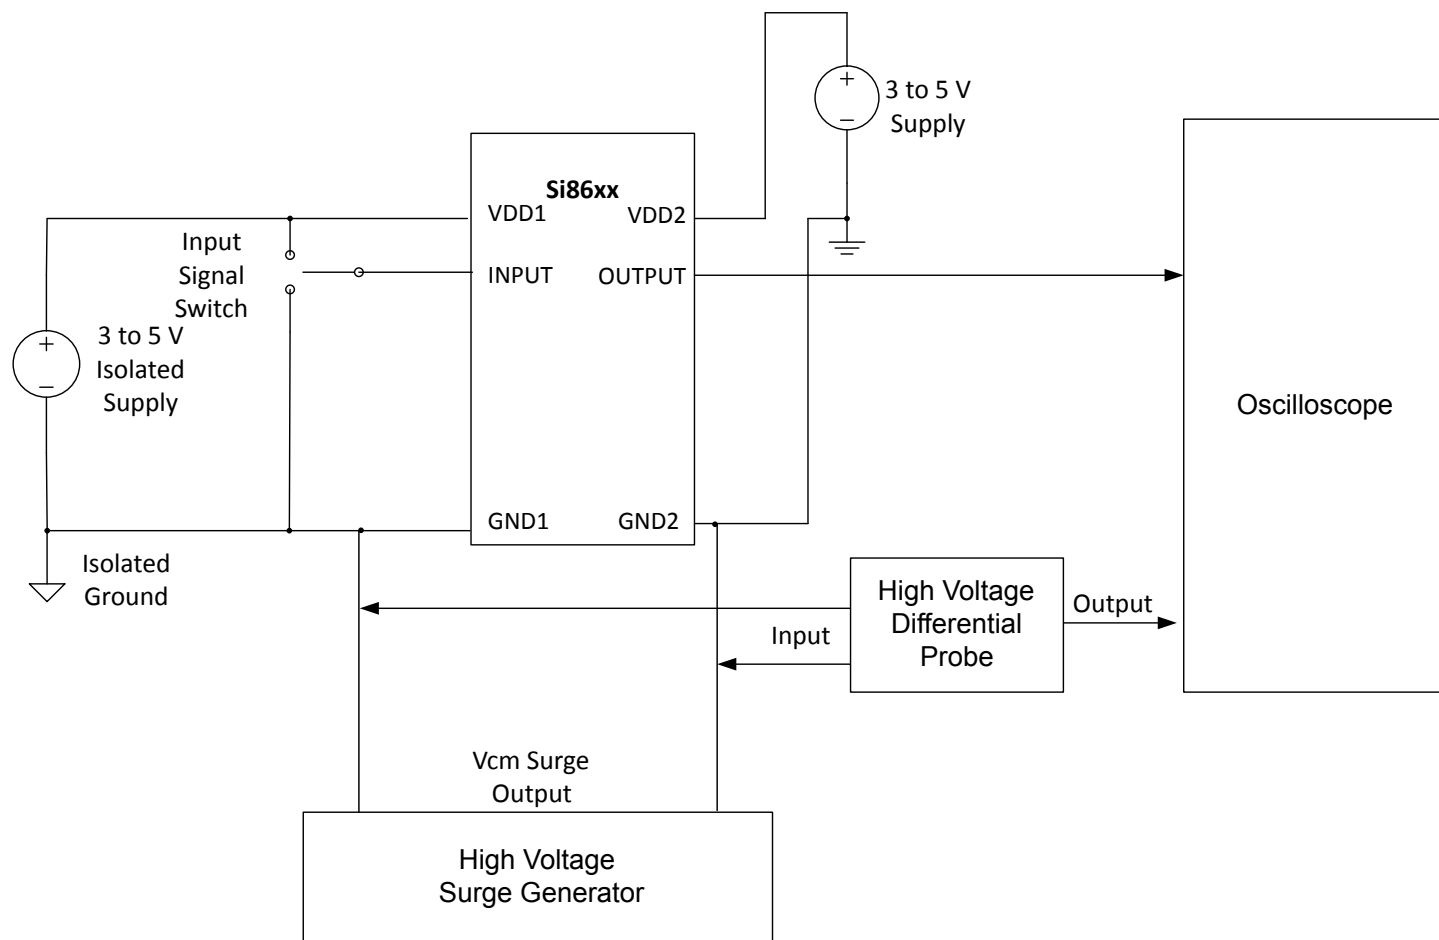 3 to 5 V
Supply
Si86xx
VDD1
VDD2
Input
Signal
Switch
INPUT
OUTPUT
3 to 5 V
Isolated
Supply
+
−
+
−
Oscilloscope
GND1
GND2
Isolated
Ground
High Voltage
Differential
Probe
Output
Input
Vcm Surge
Output
High Voltage
Surge Generator